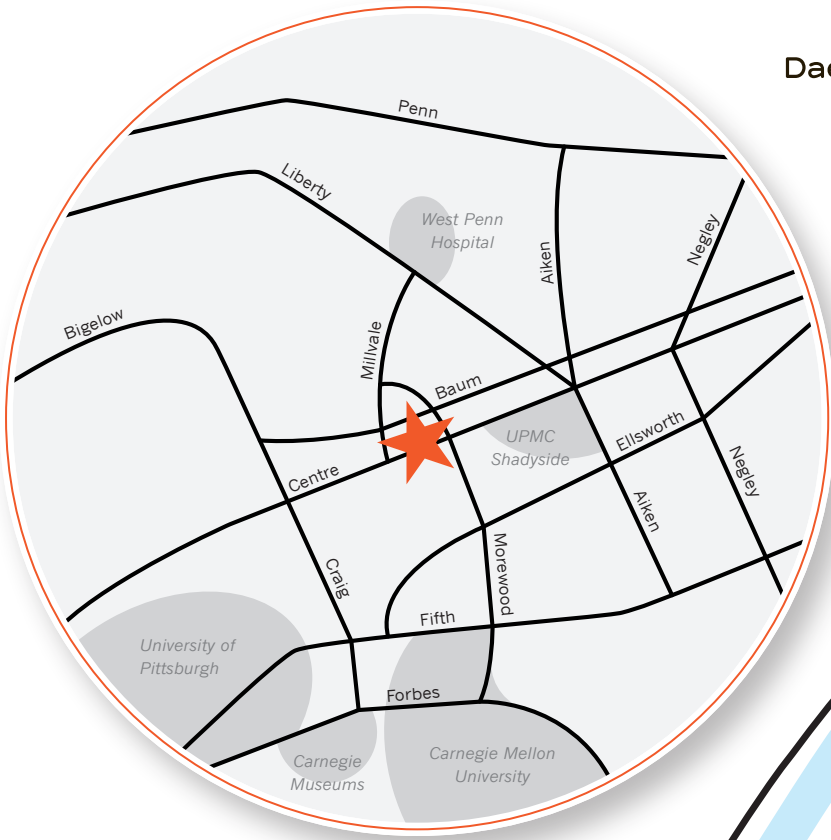 Penn
Liberty
West Penn
Hospital
Negley
Aiken
Bigelow
Millvale
Baum
UPMC
Shadyside
Ellsworth
Centre
Negley
Aiken
Craig
Morewood
Fifth
University of
Pittsburgh
Forbes
Carnegie
Museums
Carnegie Mellon
University